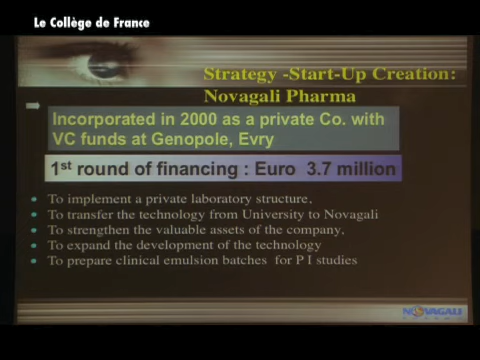 Le Collège de France
Strategy -Start-Up Creation:
Novagali Pharma
Incorporated in 2000 as a private Co. with
VC funds at Genopole, Evry
1st round of financing : Euro 3.7 million
• To implement a private laboratory structure,
• To transfer the technology from University to Novagali
• To strengthen the valuable assets of the company,
• To expand the development of the technology
• To prepare clinical emulsion batches for P I studies
NOVAGALI